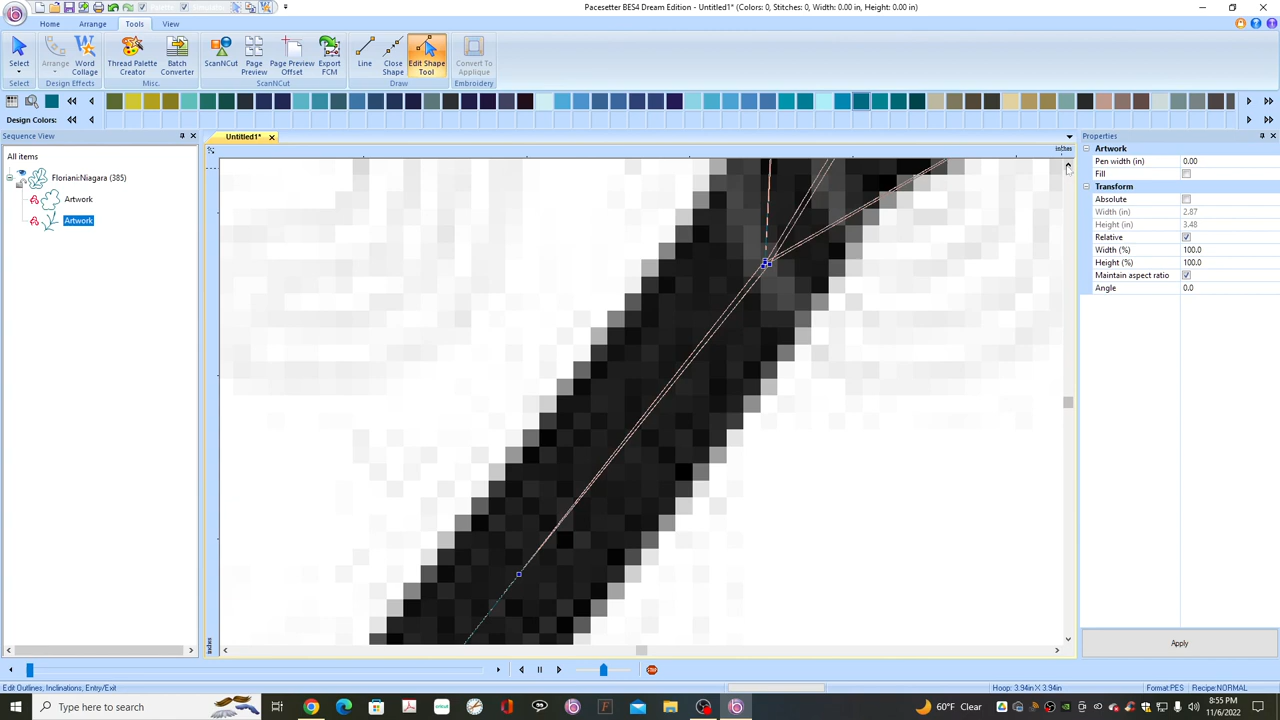 Pacesetter BES4 Dream Edition - Untitled1* (Colors: 0, Stitches: 0, Width: 0.00 in, Height: 0.00 in)
Home Arrange Tools View
Select Arrange Word Collage Thread Palette Creator Batch Converter ScanNCut Page Preview Page Preview Offset Export FCM Line Close Shape Edit Shape Tool Convert To Applique
Select Design Effects Misc. ScanNCut Draw Embroidery
Design Colors:
Sequence View
Untitled1*
Properties
inches
All items
Floriani:Niagara (385)
Artwork
Artwork
Artwork
Pen width (in) 0.00
Fill
Transform
Absolute
Width (in) 2.87
Height (in) 3.48
Relative
Width (%) 100.0
Height (%) 100.0
Maintain aspect ratio
Angle 0.0
Apply
STOP
Edit Outlines, Inclinations, Entry/Exit
Hoop: 3.94in X 3.94in
Format:PES
Recipe:NORMAL
Type here to search
cricut
60°F Clear
8:55 PM
11/6/2022